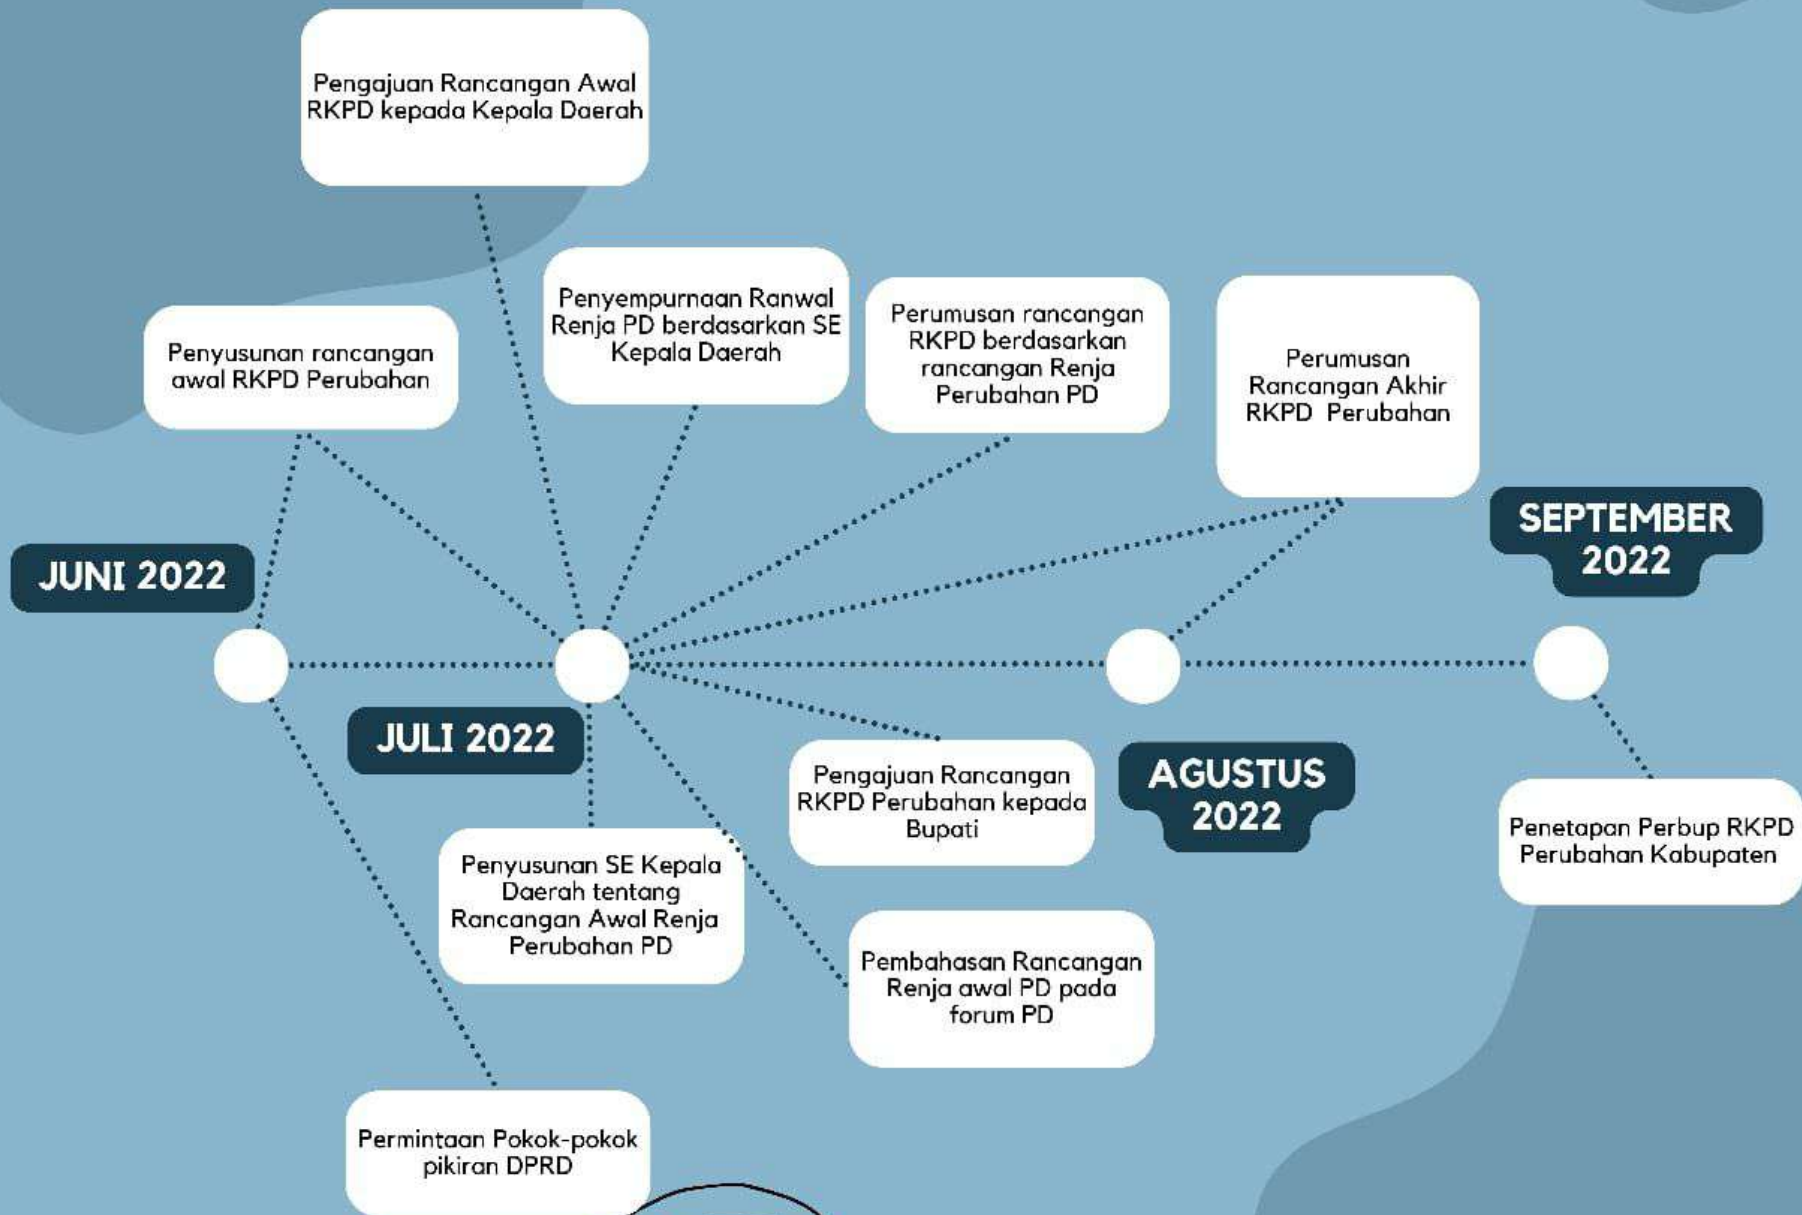 Pengajuan Rancangan Awal
RKPD kepada Kepala Daerah
Penyusunan rancangan
awal RKPD Perubahan
Penyempurnaan Ranwal
Renja PD berdasarkan SE
Kepala Daerah
Perumusan rancangan
RKPD berdasarkan
rancangan Renja
Perubahan PD
Perumusan
Rancangan Akhir
RKPD Perubahan
JUNI 2022
SEPTEMBER
2022
JULI 2022
AGUSTUS
2022
Pengajuan Rancangan
RKPD Perubahan kepada
Bupati
Penetapan Perbup RKPD
Perubahan Kabupaten
Penyusunan SE Kepala
Daerah tentang
Rancangan Awal Renja
Perubahan PD
Pembahasan Rancangan
Renja awal PD pada
forum PD
Permintaan Pokok-pokok
pikiran DPRD